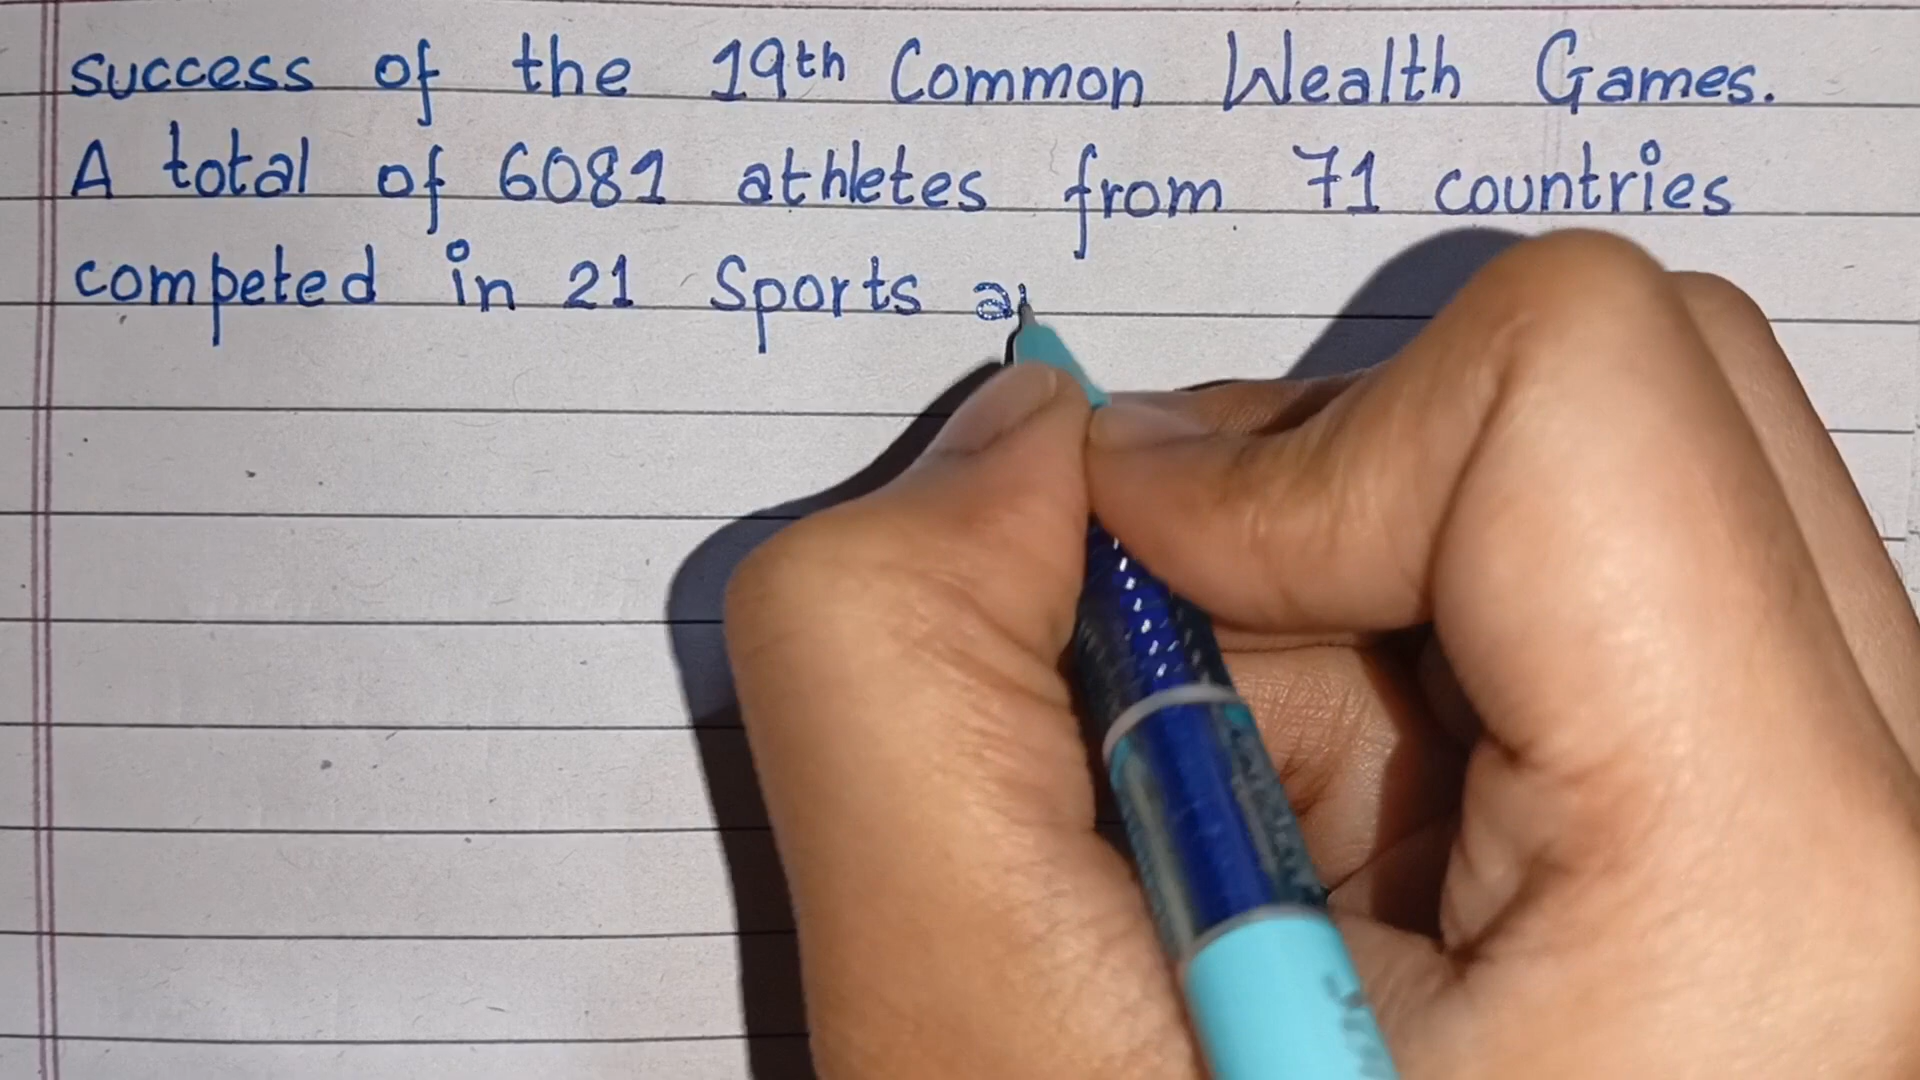 success of the 19th Common Wealth Games.
A total of 6081 athletes from 71 countries
competed in 21 Sports